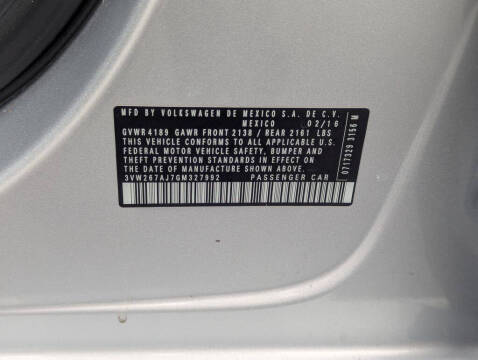 MFD BY VOLKSWAGEN DE MEXICO S.A. DE C.V.
MEXICO 02/16
GVWR 4189 GAWR FRONT 2138 / REAR 2161 LBS
THIS VEHICLE CONFORMS TO ALL APPLICABLE U.S.
FEDERAL MOTOR VEHICLE SAFETY, BUMPER AND
THEFT PREVENTION STANDARDS IN EFFECT ON
THE DATE OF MANUFACTURE SHOWN ABOVE.
3VW267AJ7GM327992 PASSENGER CAR
0717329 3156 M